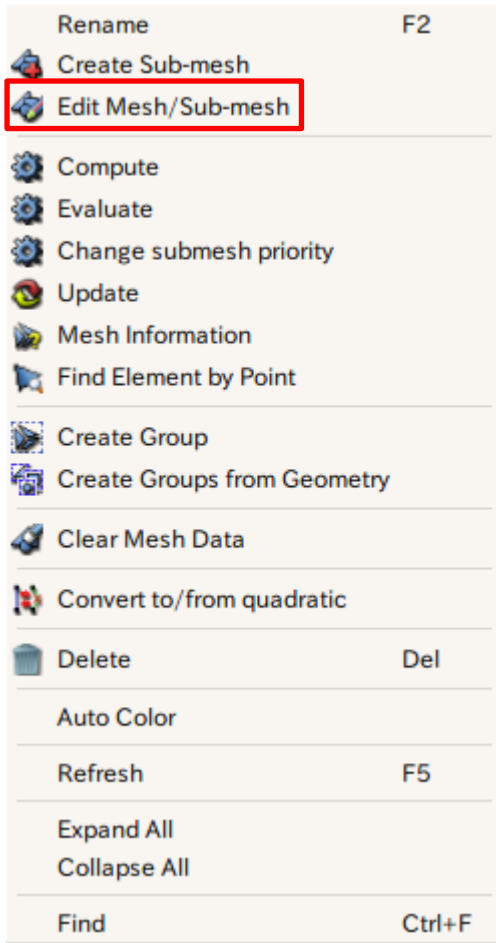 Rename F2
Create Sub-mesh
Edit Mesh/Sub-mesh
Compute
Evaluate
Change submesh priority
Update
Mesh Information
Find Element by Point
Create Group
Create Groups from Geometry
Clear Mesh Data
Convert to/from quadratic
Delete Del
Auto Color
Refresh F5
Expand All
Collapse All
Find Ctrl+F